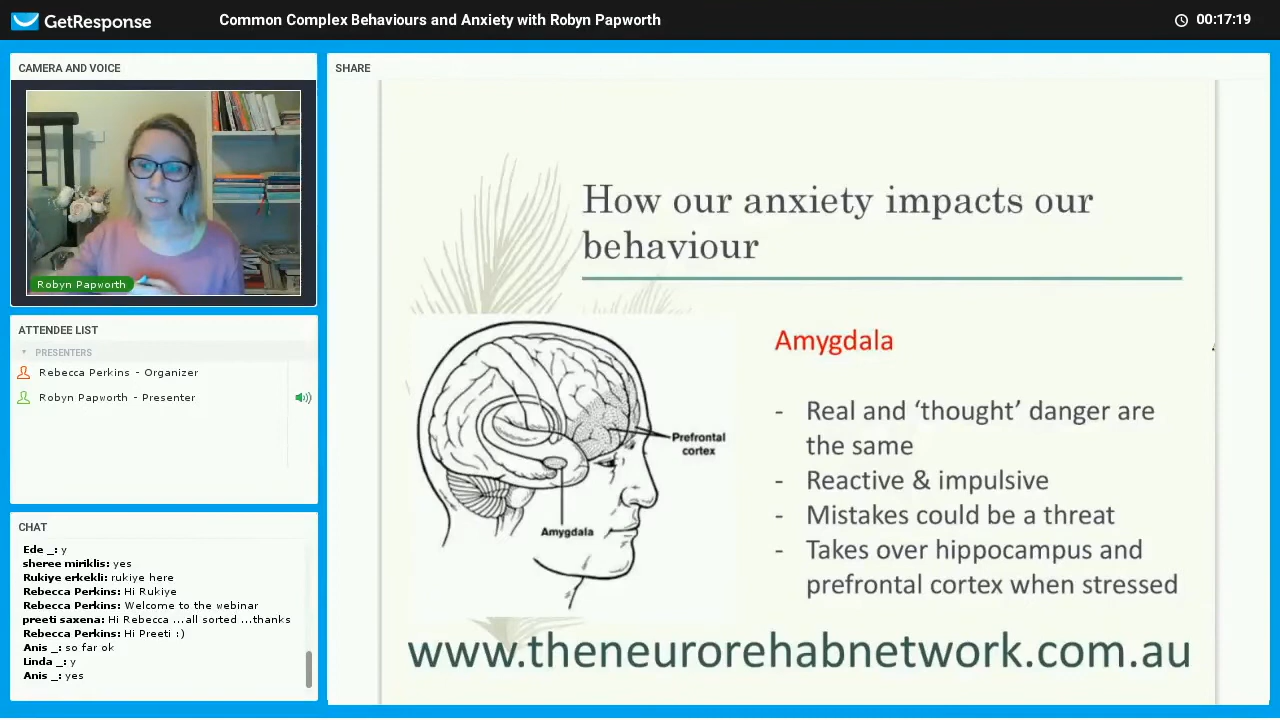 GetResponse
Common Complex Behaviours and Anxiety with Robyn Papworth
00:17:19
CAMERA AND VOICE
Robyn Papworth
ATTENDEE LIST
PRESENTERS
Rebecca Perkins - Organizer
Robyn Papworth - Presenter
CHAT
Ede _: y
sheree miriklis: yes
Rukiye erkekli: rukiye here
Rebecca Perkins: Hi Rukiye
Rebecca Perkins: Welcome to the webinar
preeti saxena: Hi Rebecca ...all sorted ...thanks
Rebecca Perkins: Hi Preeti :)
Anis _: so far ok
Linda _: y
Anis _: yes
SHARE
How our anxiety impacts our
behaviour
Prefrontal
cortex
Amygdala
Amygdala
- Real and ‘thought’ danger are
the same
- Reactive & impulsive
- Mistakes could be a threat
- Takes over hippocampus and
prefrontal cortex when stressed
www.theneurorehabnetwork.com.au